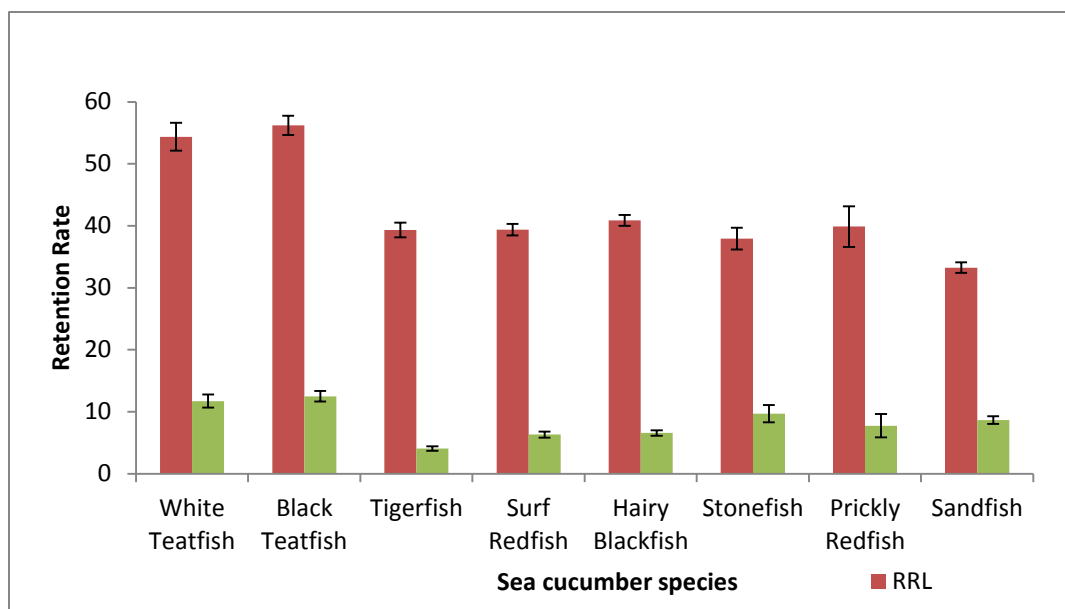 60
50
40
30
20
10
0
Retention Rate
White Teatfish
Black Teatfish
Tigerfish
Surf Redfish
Hairy Blackfish
Stonefish
Prickly Redfish
Sandfish
Sea cucumber species
RRL